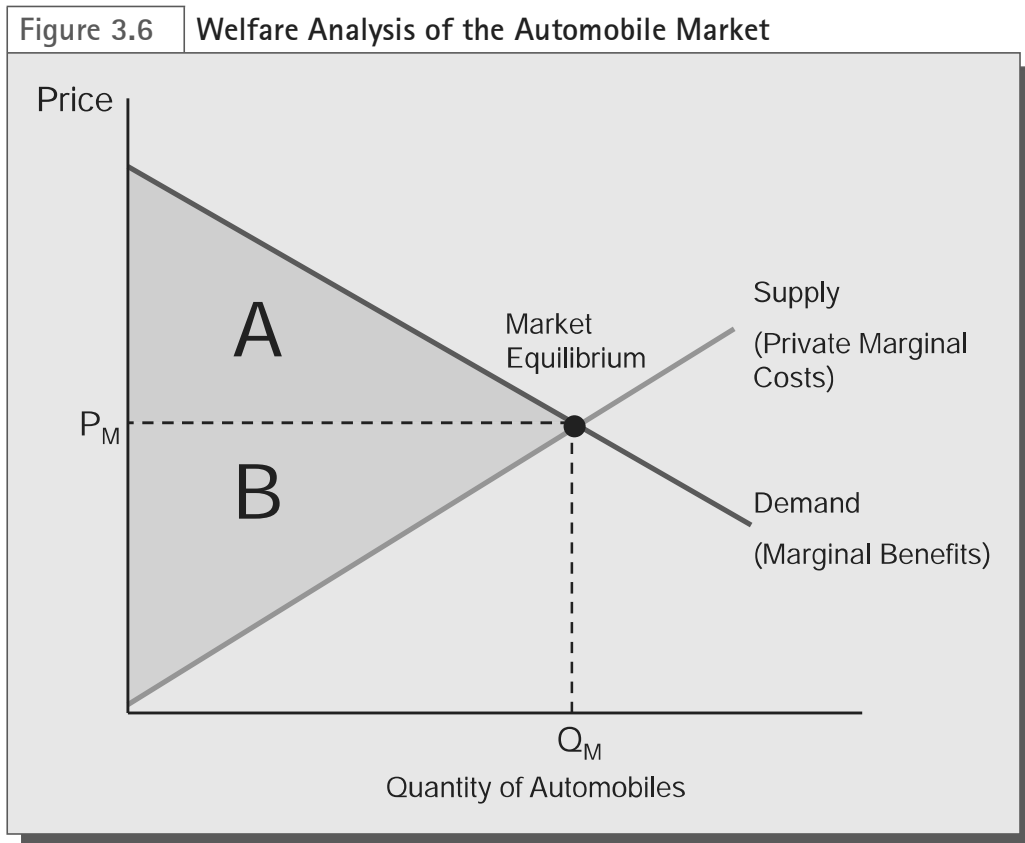 Figure 3.6 Welfare Analysis of the Automobile Market
Price
A
Market
Equilibrium
Supply
(Private Marginal
Costs)
P_M
B
Demand
(Marginal Benefits)
Q_M
Quantity of Automobiles